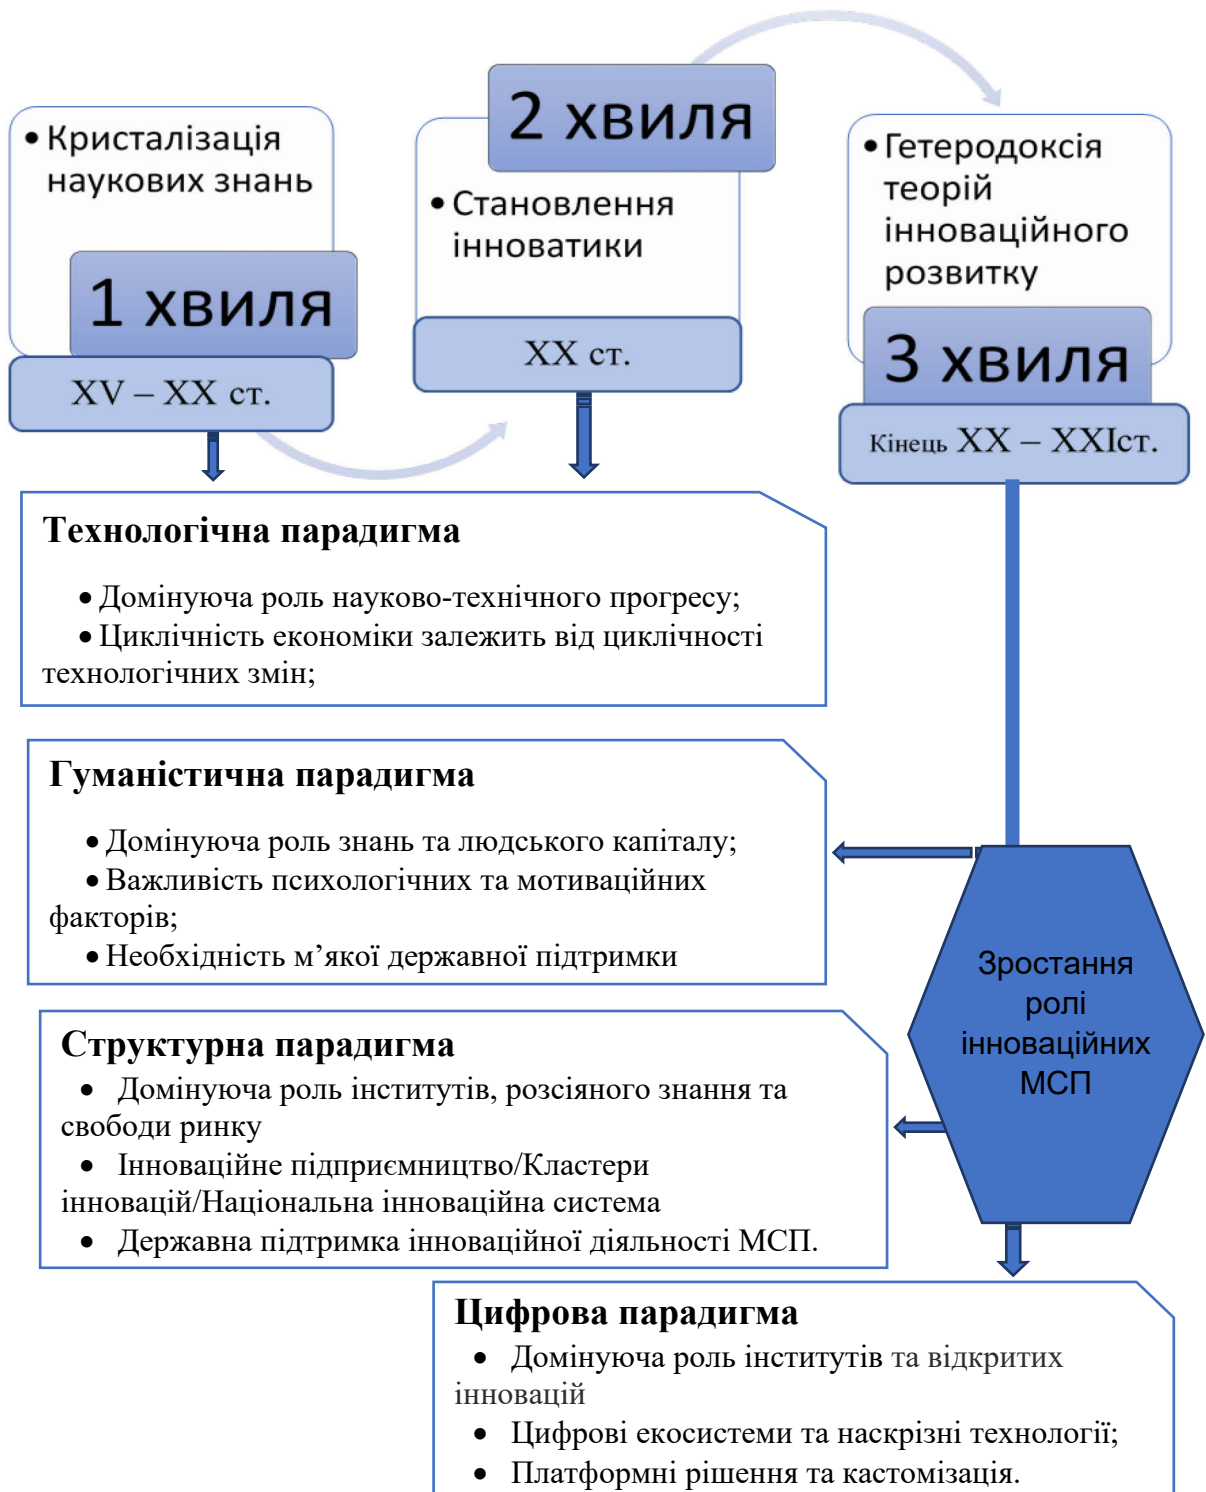 • Кристалізація
наукових знань
1 хвиля
XV – XX ст.
2 хвиля
• Становлення
інноватики
XX ст.
• Гетеродоксія
теорій
інноваційного
розвитку
3 хвиля
Кінець XX – XXIст.
Технологічна парадигма
• Домінуюча роль науково-технічного прогресу;
• Циклічність економіки залежить від циклічності
технологічних змін;
Гуманістична парадигма
• Домінуюча роль знань та людського капіталу;
• Важливість психологічних та мотиваційних
факторів;
• Необхідність м’якої державної підтримки
Зростання
ролі
інноваційних
МСП
Структурна парадигма
• Домінуюча роль інститутів, розсіяного знання та
свободи ринку
• Інноваційне підприємництво/Кластери
інновацій/Національна інноваційна система
• Державна підтримка інноваційної діяльності МСП.
Цифрова парадигма
• Домінуюча роль інститутів та відкритих
інновацій
• Цифрові екосистеми та наскрізні технології;
• Платформні рішення та кастомізація.